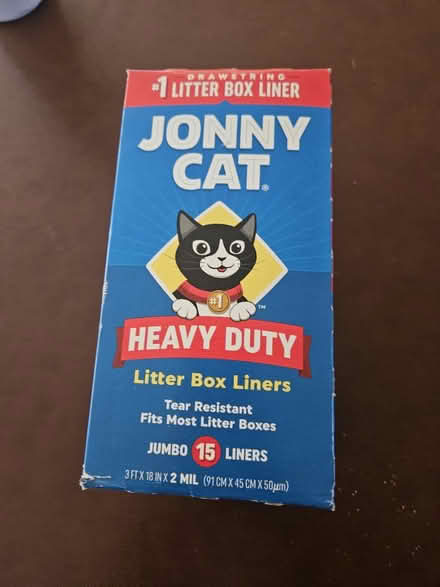 DRAWSTRING
#1 LITTER BOX LINER
JONNY
CAT®
#1
™
HEAVY DUTY
Litter Box Liners
Tear Resistant
Fits Most Litter Boxes
JUMBO 15 LINERS
3 FT X 18 IN X 2 MIL (91 CM X 45 CM X 50µm)